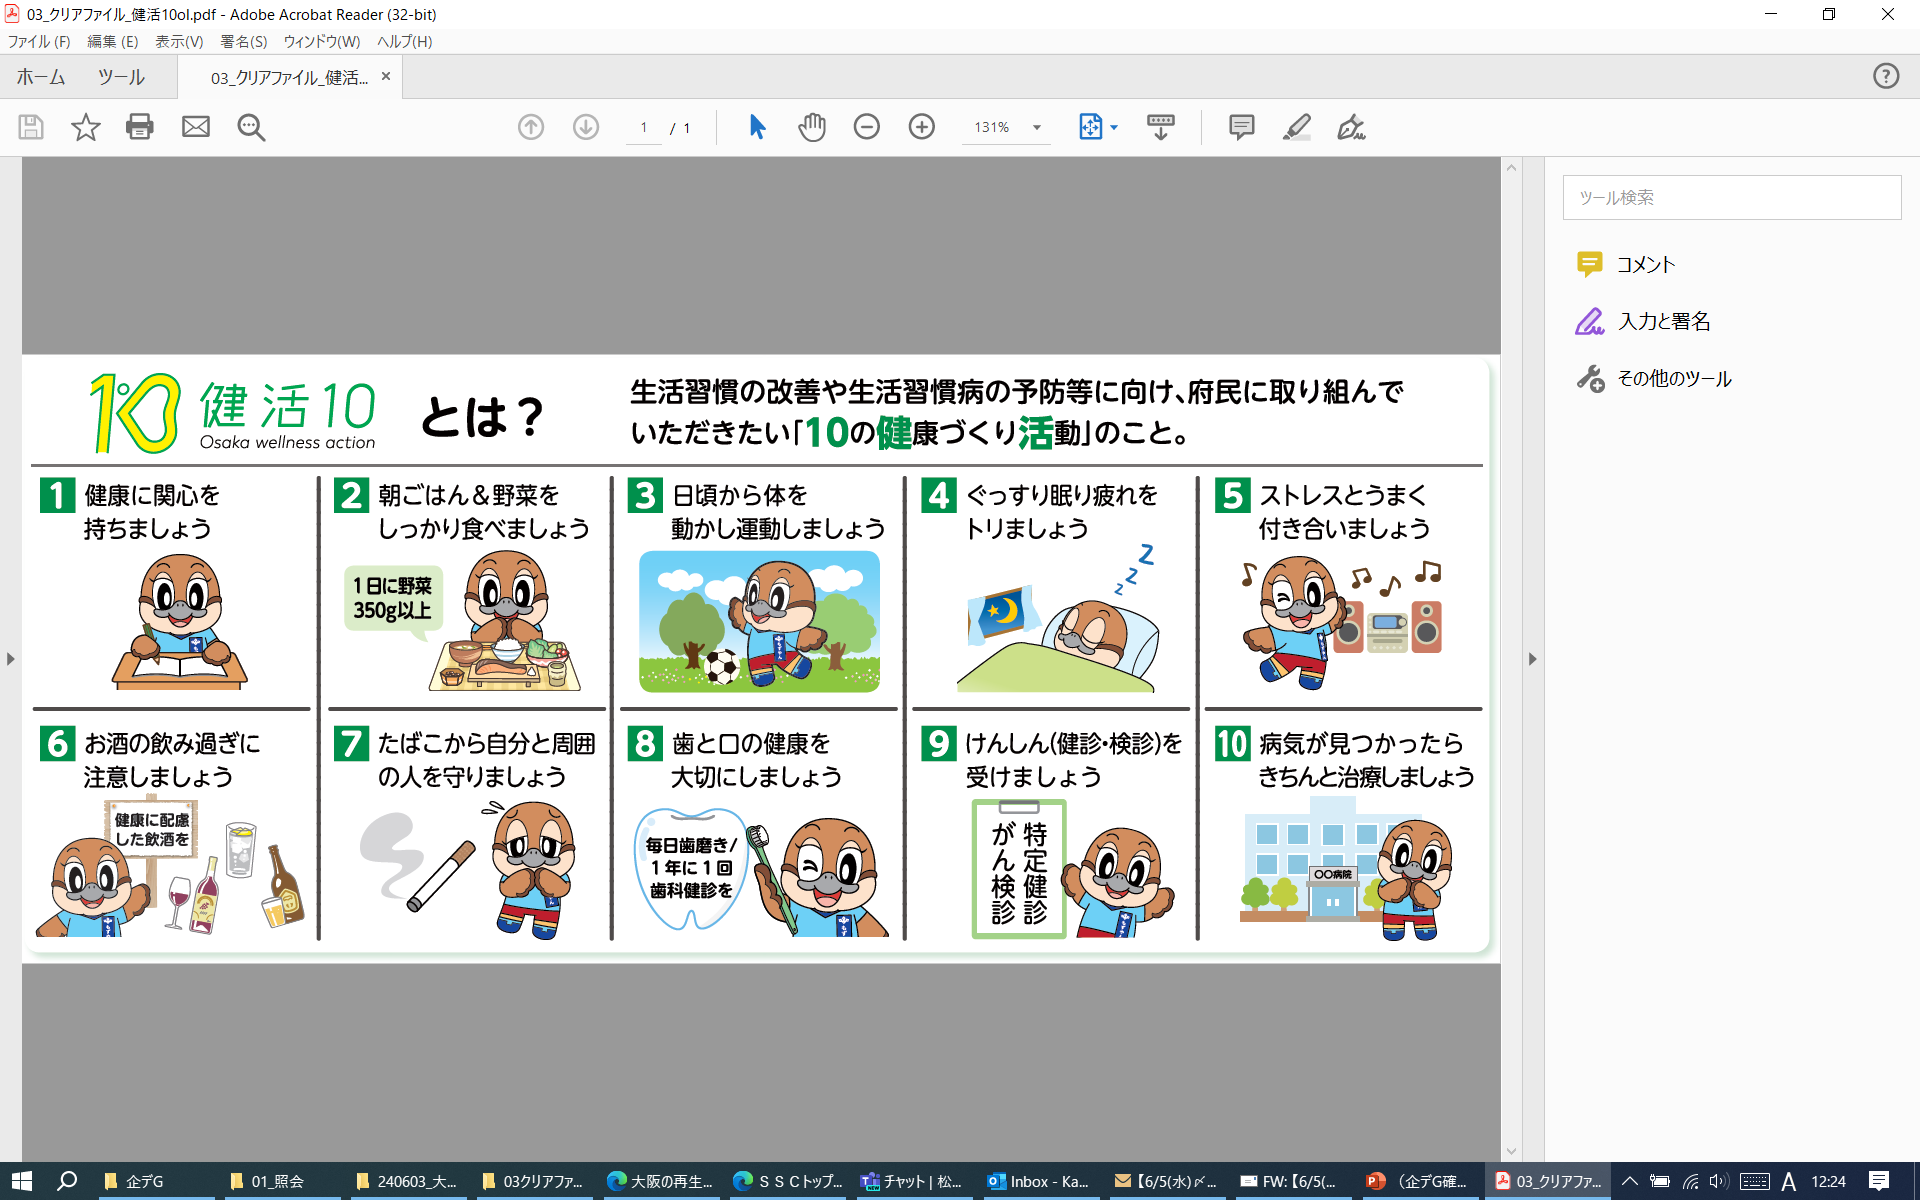 03_クリアファイル_健活10ol.pdf - Adobe Acrobat Reader (32-bit)
ファイル (F) 編集 (E) 表示(V) 署名(S) ウィンドウ(W) ヘルプ(H)
ホーム ツール 03_クリアファイル_健活...
1 / 1 131%
ツール検索
コメント
入力と署名
その他のツール
10 健活10
Osaka wellness action
とは？
生活習慣の改善や生活習慣病の予防等に向け、府民に取り組んで
いただきたい「10の健康づくり活動」のこと。
1 健康に関心を
持ちましょう
2 朝ごはん＆野菜を
しっかり食べましょう
1日に野菜
350g以上
3 日頃から体を
動かし運動しましょう
4 ぐっすり眠り疲れを
トリましょう
z z z
5 ストレスとうまく
付き合いましょう
6 お酒の飲み過ぎに
注意しましょう
健康に配慮
した飲酒を
7 たばこから自分と周囲
の人を守りましょう
8 歯と口の健康を
大切にしましょう
毎日歯磨き/
1年に1回
歯科健診を
9 けんしん(健診・検診)を
受けましょう
特定健診
がん検診
10 病気が見つかったら
きちんと治療しましょう
〇〇病院
企デG 01_照会 240603_大... 03クリアファ... 大阪の再生... ＳＳＣトップ... チャット | 松... Inbox - Ka... 【6/5(水)〆... FW:【6/5(... （企デG確... 03_クリアファ... A 12:24